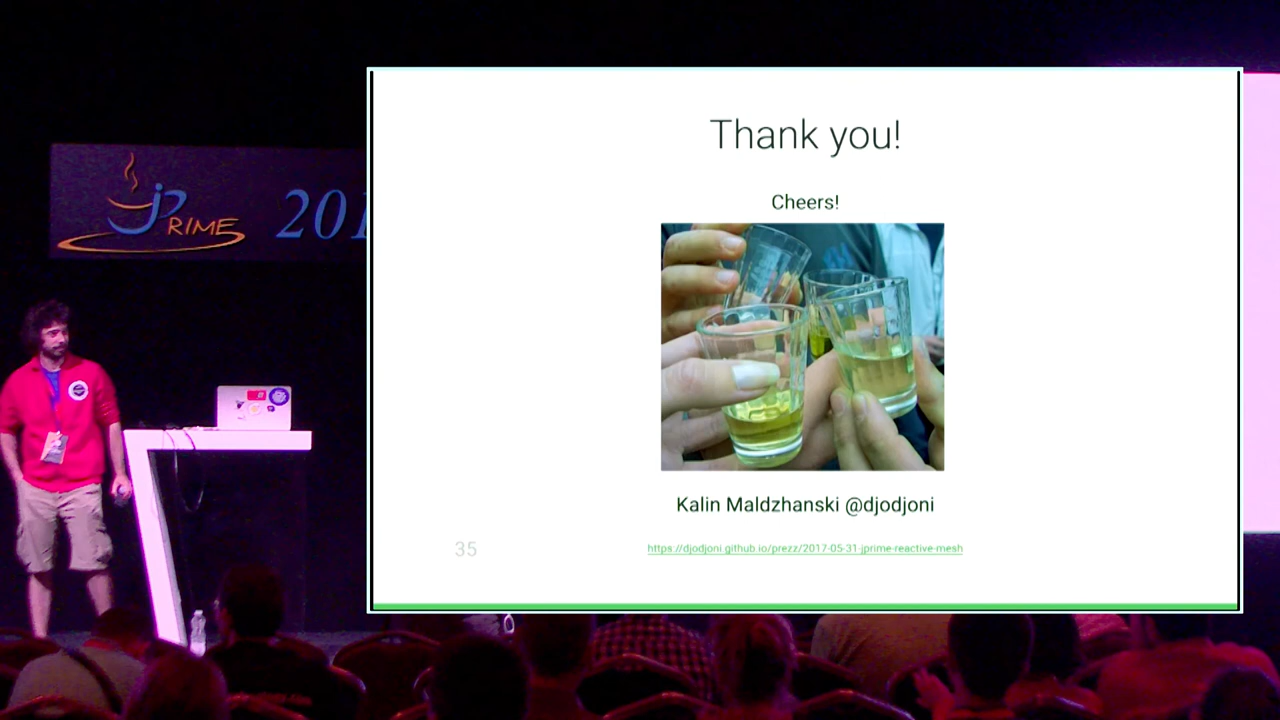 jPRIME 201
Thank you!
Cheers!
Kalin Maldzhanski @djodjoni
35
https://djodjoni.github.io/prezz/2017-05-31-jprime-reactive-mesh